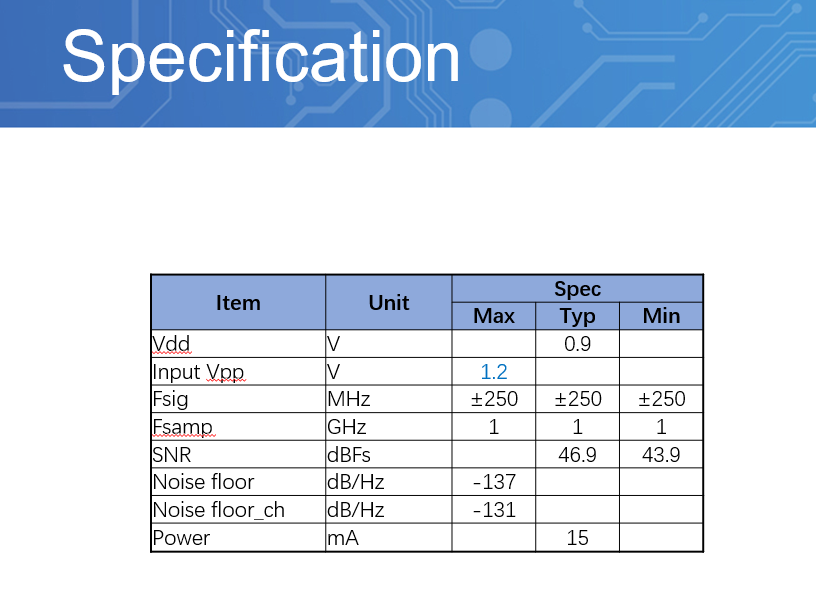 Specification
Item Unit Spec
Max Typ Min
Vdd V 0.9
Input Vpp V 1.2
Fsig MHz ±250 ±250 ±250
Fsamp GHz 1 1 1
SNR dBFs 46.9 43.9
Noise floor dB/Hz -137
Noise floor_ch dB/Hz -131
Power mA 15